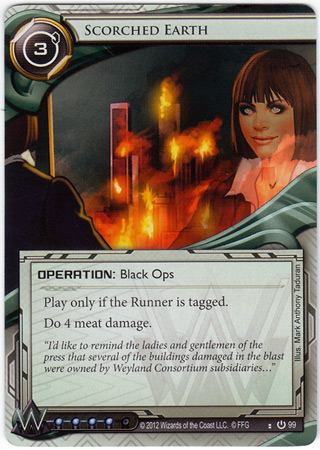 SCORCHED EARTH
3
OPERATION: Black Ops
Play only if the Runner is tagged.
Do 4 meat damage.
"I'd like to remind the ladies and gentlemen of the
press that several of the buildings damaged in the blast
were owned by Weyland Consortium subsidiaries..."
Illus. Mark Anthony Taduran
© 2012 Wizards of the Coast LLC. © FFG
99